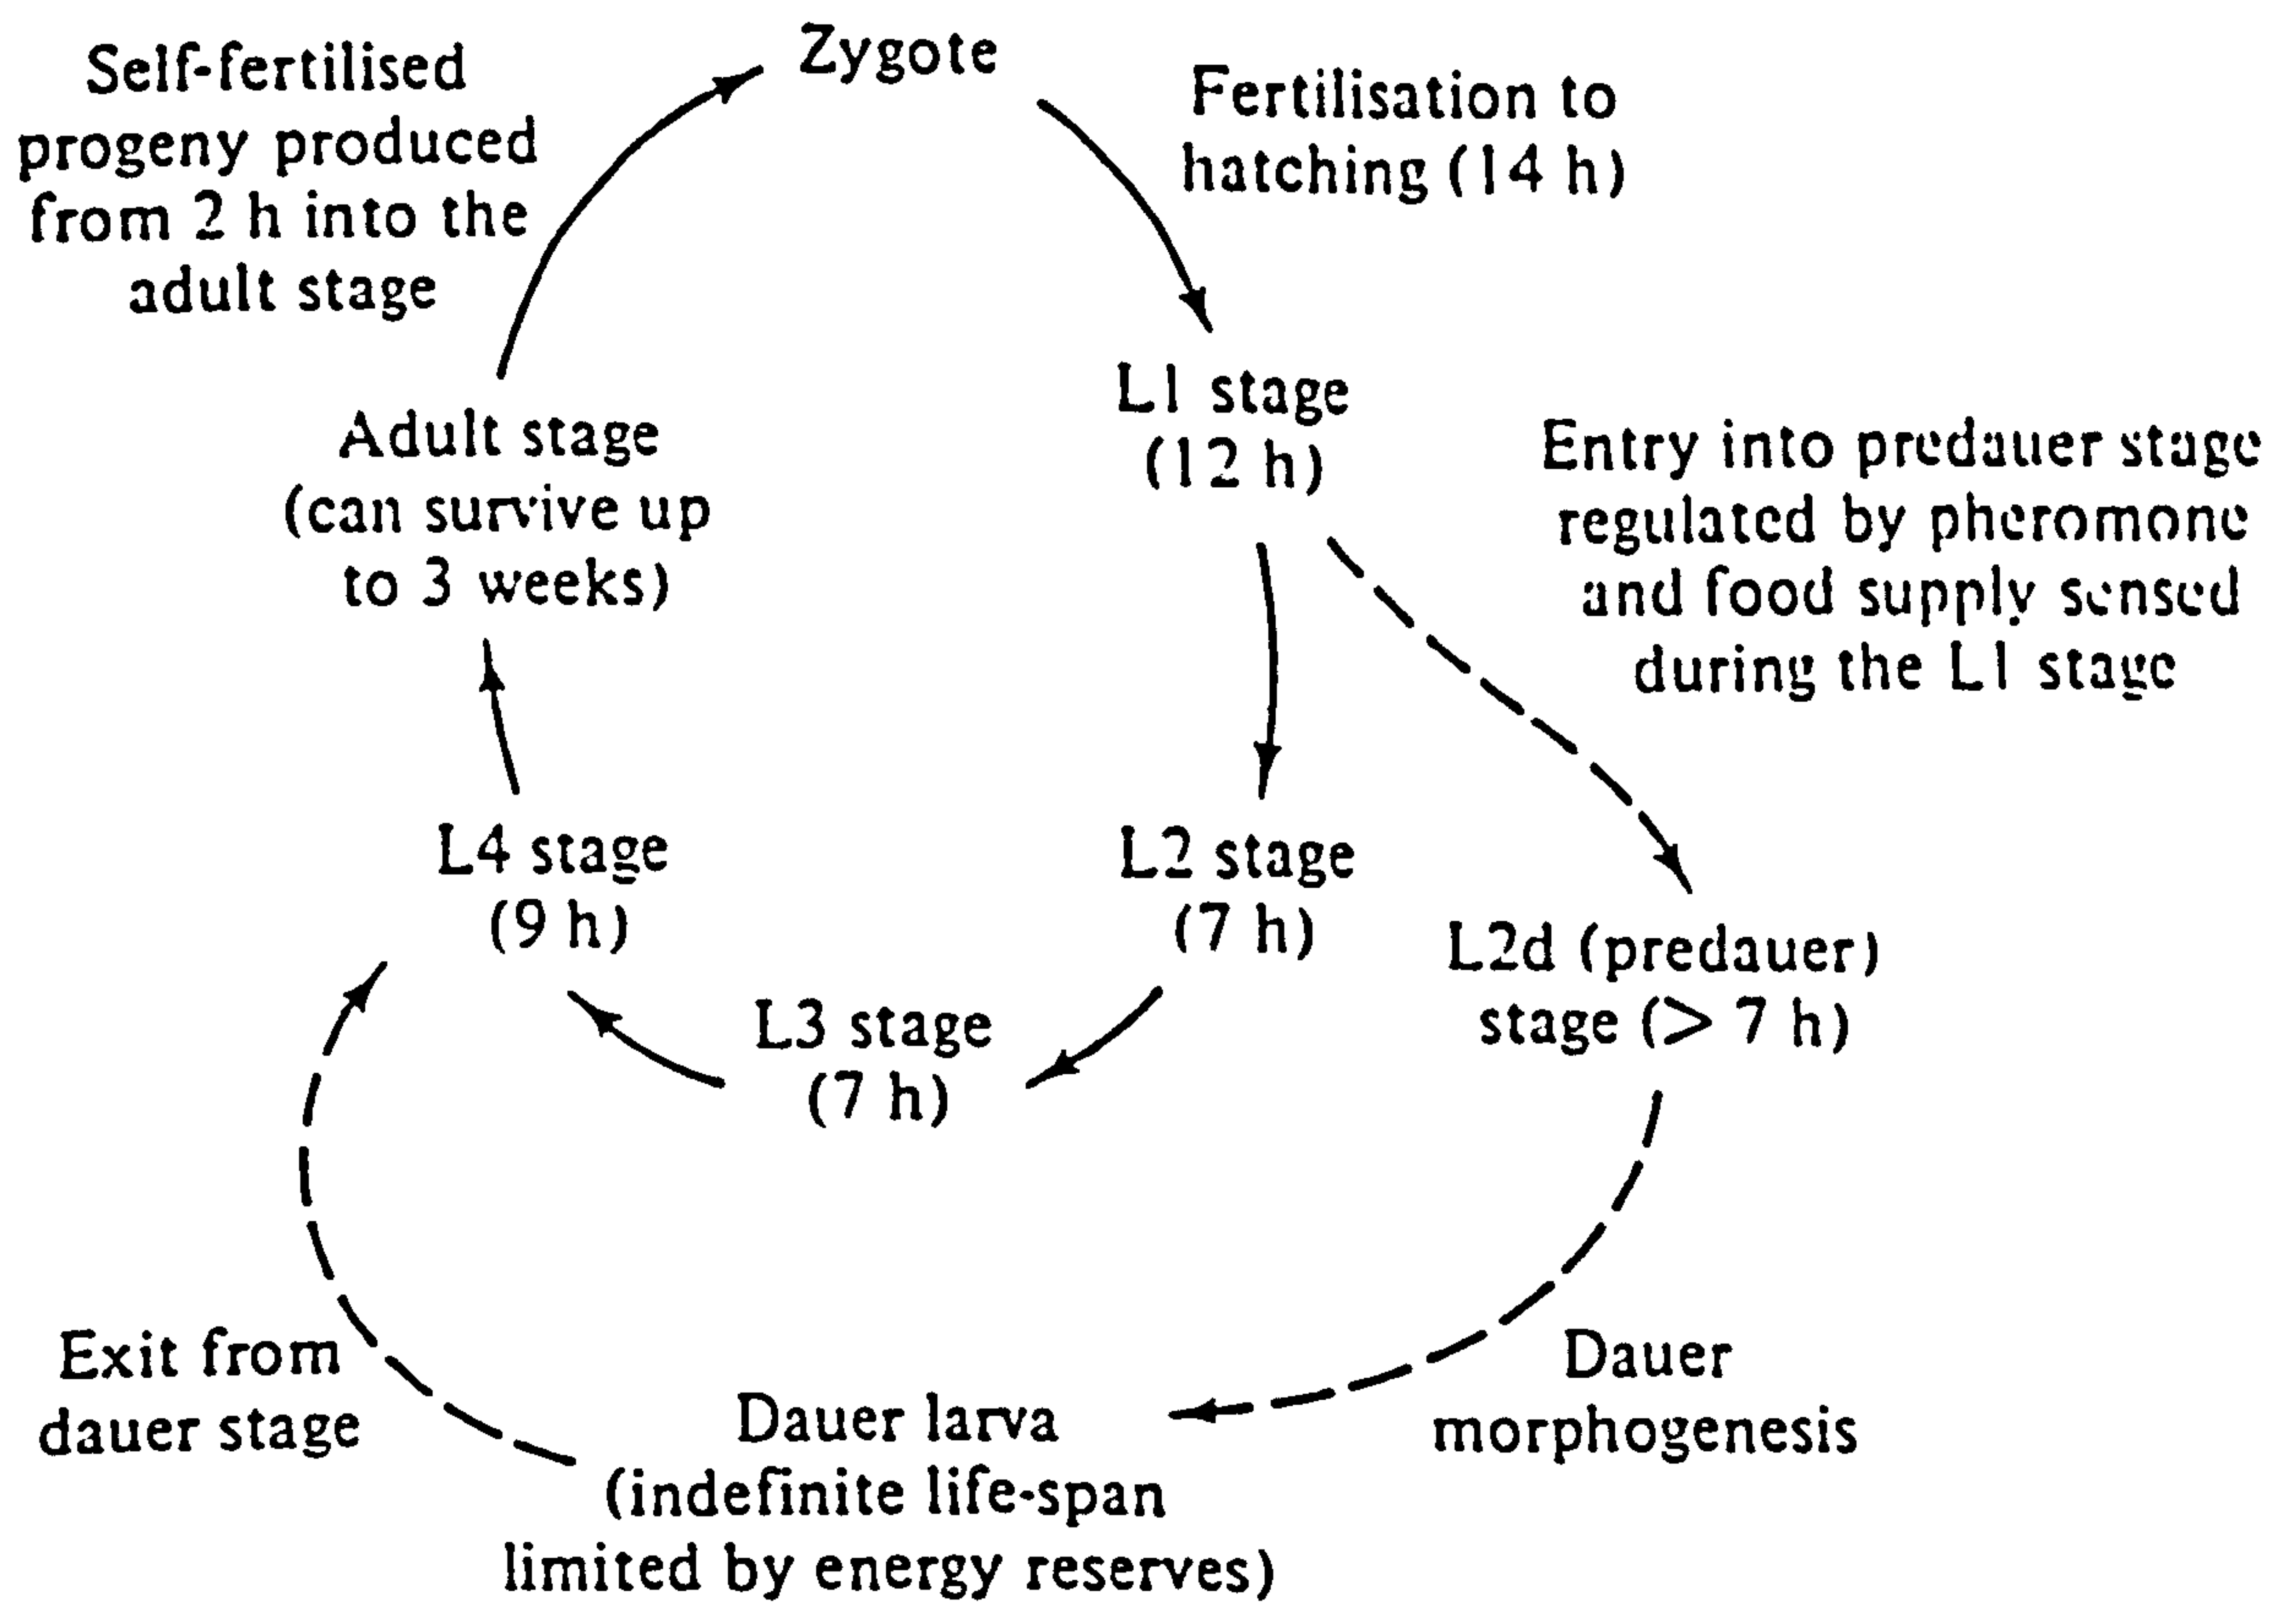 Zygote
Self-fertilised
progeny produced
from 2 h into the
adult stage
Fertilisation to
hatching (14 h)
L1 stage
(12 h)
Adult stage
(can survive up
to 3 weeks)
Entry into predauer stage
regulated by pheromone
and food supply sensed
during the L1 stage
L4 stage
(9 h)
L2 stage
(7 h)
L2d (predauer)
stage (> 7 h)
L3 stage
(7 h)
Exit from
dauer stage
Dauer
morphogenesis
Dauer larva
(indefinite life-span
limited by energy reserves)